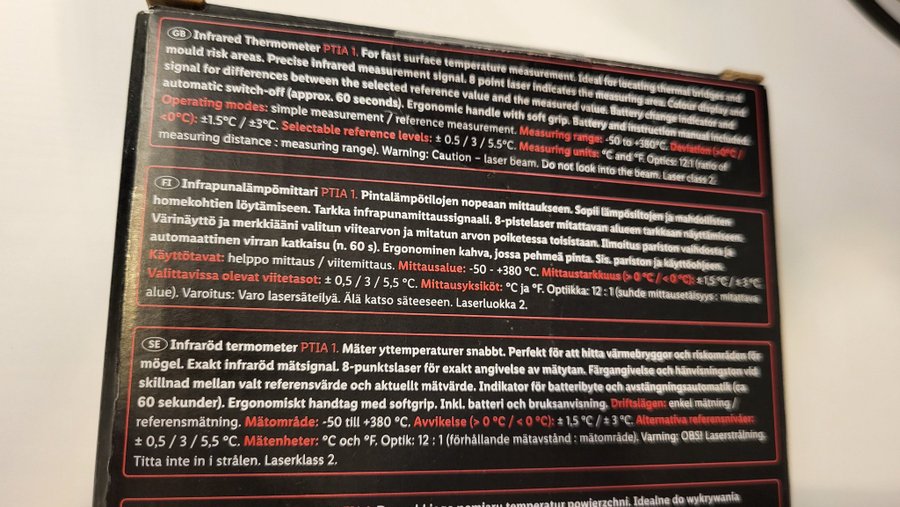 GB Infrared Thermometer PTIA 1. For fast surface temperature measurement. Ideal for locating thermal bridges and
mould risk areas. Precise infrared measurement signal. 8 point laser indicates the measuring area. Colour display and
signal for differences between the selected reference value and the measured value. Battery change indicator and
automatic switch-off (approx. 60 seconds). Ergonomic handle with soft grip. Battery and instruction manual included.
Operating modes: simple measurement / reference measurement. Measuring range: -50 to +380°C. Deviation (>0°C /
<0°C): ±1.5°C / ±3°C. Selectable reference levels: ± 0.5 / 3 / 5.5°C. Measuring units: °C and °F. Optics: 12:1 (ratio of
measuring distance : measuring range). Warning: Caution – laser beam. Do not look into the beam. Laser class 2.
FI Infrapunalämpömittari PTIA 1. Pintalämpötilojen nopeaan mittaukseen. Sopii lämpösiltojen ja mahdollisten
homekohtien löytämiseen. Tarkka infrapunamittaussignaali. 8-pistelaser mitattavan alueen tarkkaan näyttämiseen.
Värinäyttö ja merkkiääni valitun viitearvon ja mitatun arvon poiketessa toisistaan. Ilmoitus pariston vaihdosta ja
automaattinen virran katkaisu (n. 60 s). Ergonominen kahva, jossa pehmeä pinta. Sis. pariston ja käyttöohjeen.
Käyttötavat: helppo mittaus / viitemittaus. Mittausalue: -50 - +380 °C. Mittaustarkkuus (> 0 °C / < 0 °C): ± 1,5 °C / ± 3 °C.
Valittavissa olevat viitetasot: ± 0,5 / 3 / 5,5 °C. Mittausyksiköt: °C ja °F. Optiikka: 12 : 1 (suhde mittausetäisyys : mitattava
alue). Varoitus: Varo lasersäteilyä. Älä katso säteeseen. Laserluokka 2.
SE Infraröd termometer PTIA 1. Mäter yttemperaturer snabbt. Perfekt för att hitta värmebryggor och riskområden för
mögel. Exakt infraröd mätsignal. 8-punktslaser för exakt angivelse av mätytan. Färgangivelse och hänvisningston vid
skillnad mellan valt referensvärde och aktuellt mätvärde. Indikator för batteribyte och avstängningsautomatik (ca
60 sekunder). Ergonomiskt handtag med softgrip. Inkl. batteri och bruksanvisning. Driftslägen: enkel mätning /
referensmätning. Mätområde: -50 till +380 °C. Avvikelse (> 0 °C / < 0 °C): ± 1,5 °C / ± 3 °C. Alternativa referensnivåer:
± 0,5 / 3 / 5,5 °C. Mätenheter: °C och °F. Optik: 12 : 1 (förhållande mätavstånd : mätområde). Varning: OBS! Laserstrålning.
Titta inte in i strålen. Laserklass 2.
pomiaru temperatur powierzchni. Idealne do wykrywania